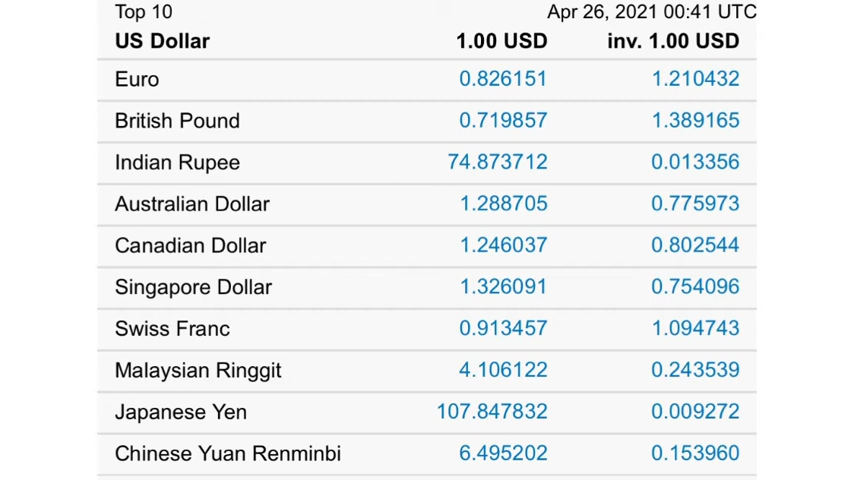 Top 10 Apr 26, 2021 00:41 UTC
US Dollar 1.00 USD inv. 1.00 USD
Euro 0.826151 1.210432
British Pound 0.719857 1.389165
Indian Rupee 74.873712 0.013356
Australian Dollar 1.288705 0.775973
Canadian Dollar 1.246037 0.802544
Singapore Dollar 1.326091 0.754096
Swiss Franc 0.913457 1.094743
Malaysian Ringgit 4.106122 0.243539
Japanese Yen 107.847832 0.009272
Chinese Yuan Renminbi 6.495202 0.153960